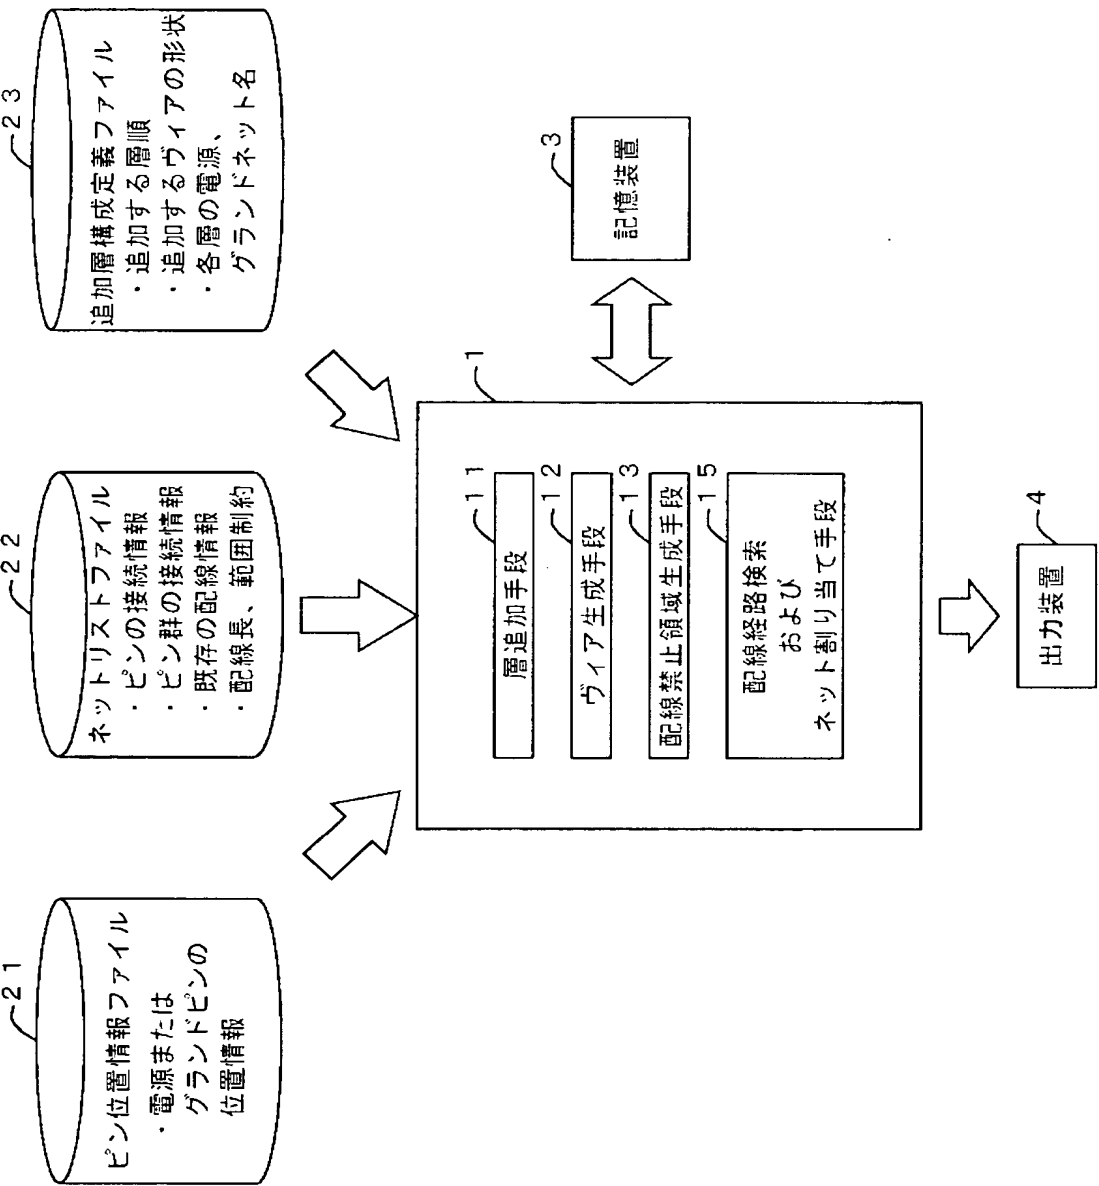 21
ピン位置情報ファイル
・電源または
グランドピンの
位置情報
22
ネットリストファイル
・ピンの接続情報
・ピン群の接続情報
・既存の配線情報
・配線長、範囲制約
23
追加層構成定義ファイル
・追加する層順
・追加するヴィアの形状
・各層の電源、
グランドネット名
1
層追加手段
11
ヴィア生成手段
12
配線禁止領域生成手段
13
配線経路検索
および
ネット割り当て手段
15
3
記憶装置
4
出力装置